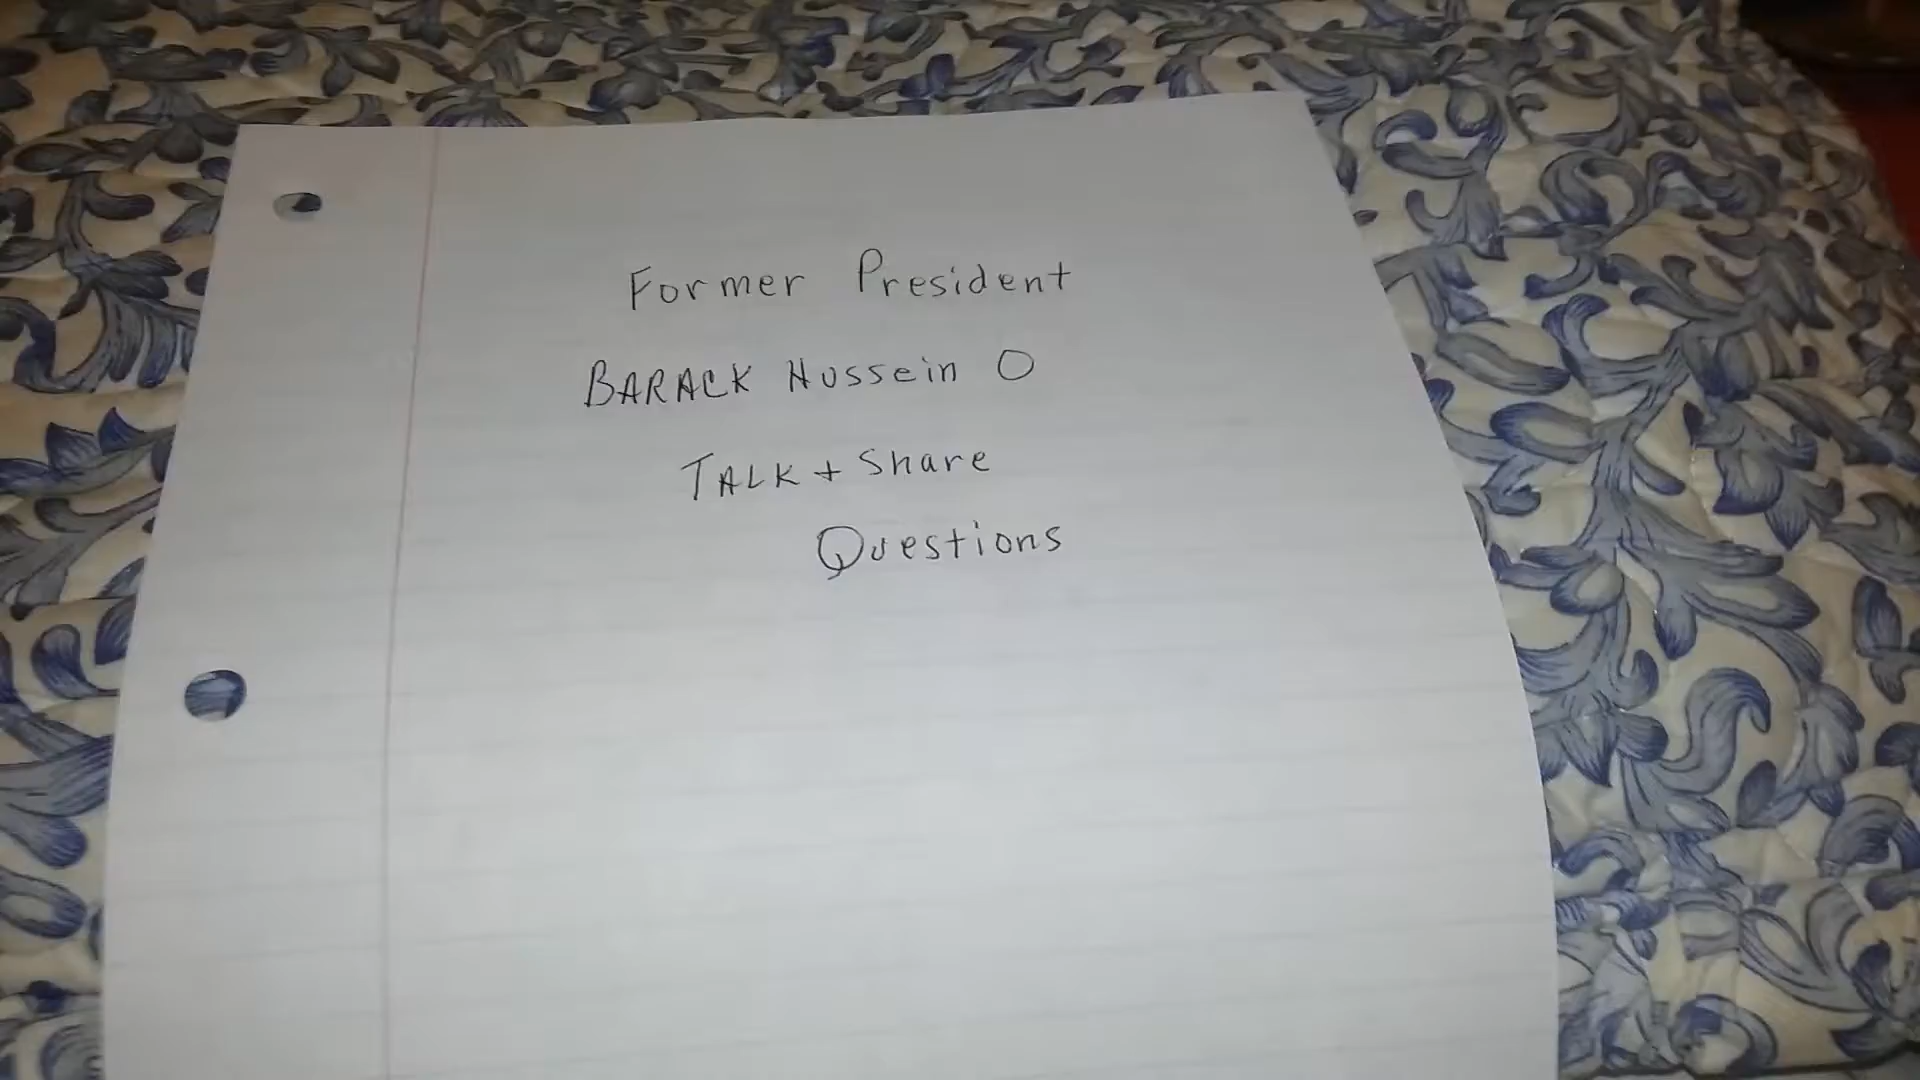 Former President
BARACK Hussein O
TALK + Share
Questions